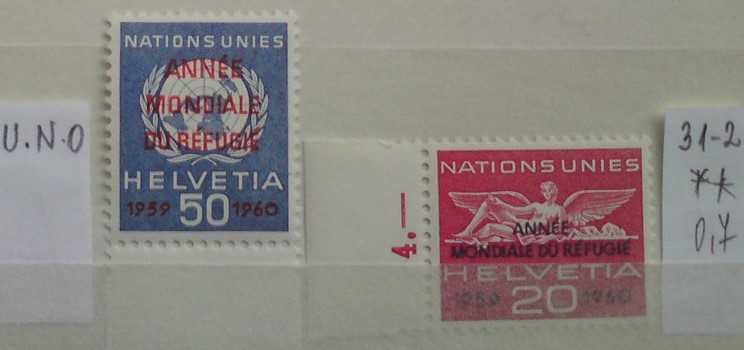 U.N.O
NATIONS UNIES
ANNÉE
MONDIALE
DU RÉFUGIÉ
HELVETIA
1959 50 1960
4.—
NATIONS UNIES
ANNÉE
MONDIALE DU RÉFUGIÉ
HELVETIA
1959 20 1960
31-2
**
0,7